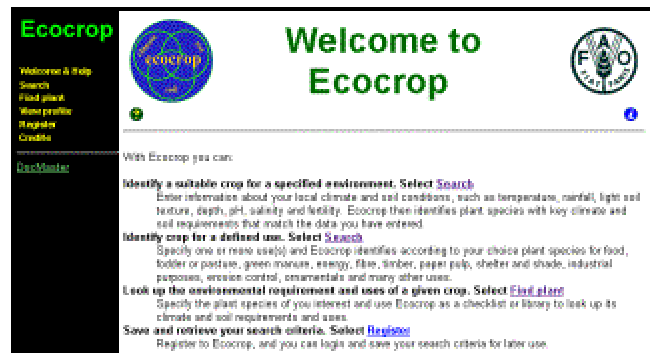 Ecocrop
Welcome & Help
Search
Find plant
View profile
Register
Credits
DocMaster
ecocrop
Welcome to
Ecocrop
F A O
FIAT PANIS
With Ecocrop you can:
Identify a suitable crop for a specified environment. Select Search
Enter information about your local climate and soil conditions, such as temperature, rainfall, light soil
texture, depth, pH, salinity and fertility. Ecocrop then identifies plant species with key climate and
soil requirements that match the data you have entered.
Identify crop for a defined use. Select Search
Specify one or more use(s) and Ecocrop identifies according to your choice plant species for food,
fodder or pasture, green manure, energy, fibre, timber, paper pulp, shelter and shade, industrial
purposes, erosion control, ornamentals and many other uses.
Look up the environmental requirement and uses of a given crop. Select Find plant
Specify the plant species of you interest and use Ecocrop as a checklist or library to look up its
climate and soil requirements and uses.
Save and retrieve your search criteria. Select Register
Register to Ecocrop, and you can login and save your search criteria for later use.